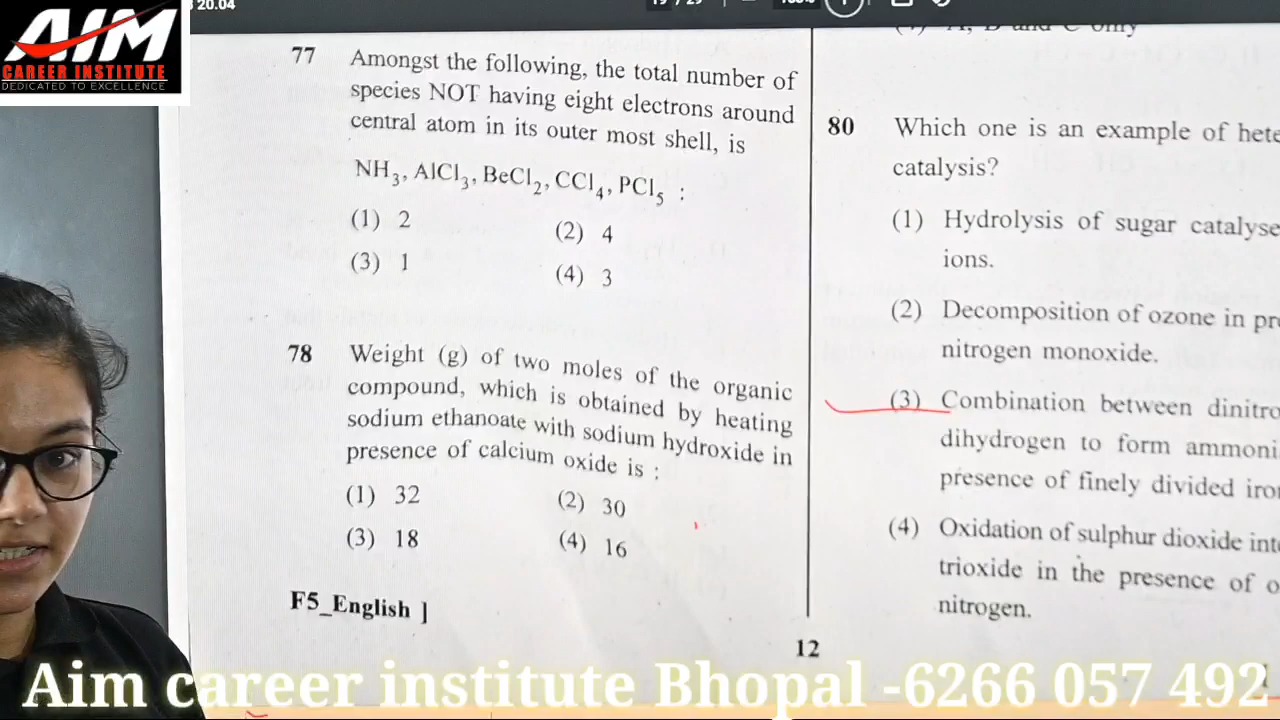 20.04
AIM
CAREER INSTITUTE
DEDICATED TO EXCELLENCE
77 Amongst the following, the total number of
species NOT having eight electrons around
central atom in its outer most shell, is
NH₃, AlCl₃, BeCl₂, CCl₄, PCl₅ :
(1) 2 (2) 4
(3) 1 (4) 3
78 Weight (g) of two moles of the organic
compound, which is obtained by heating
sodium ethanoate with sodium hydroxide in
presence of calcium oxide is :
(1) 32 (2) 30
(3) 18 (4) 16
F5_English ]
12
and C only
80 Which one is an example of hete
catalysis?
(1) Hydrolysis of sugar catalyse
ions.
(2) Decomposition of ozone in pr
nitrogen monoxide.
(3) Combination between dinitro
dihydrogen to form ammoni
presence of finely divided iro
(4) Oxidation of sulphur dioxide int
trioxide in the presence of o
nitrogen.
Aim career institute Bhopal -6266 057 492